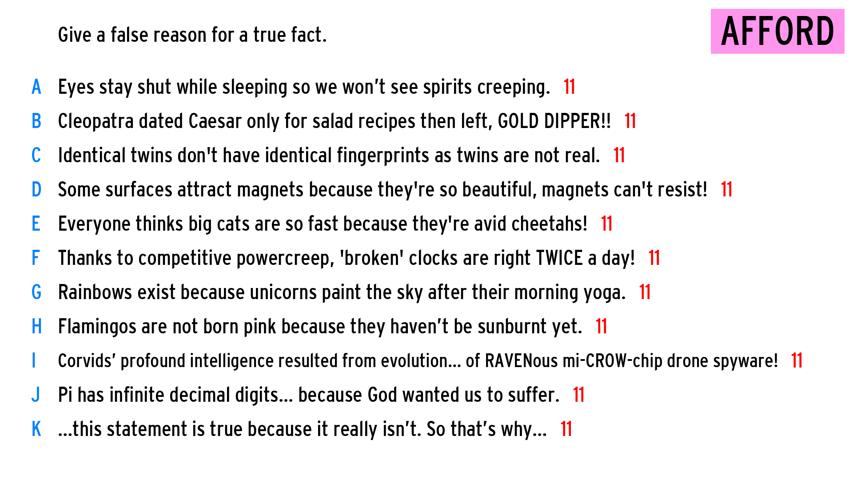 Give a false reason for a true fact.
AFFORD
A Eyes stay shut while sleeping so we won’t see spirits creeping. 11
B Cleopatra dated Caesar only for salad recipes then left, GOLD DIPPER!! 11
C Identical twins don't have identical fingerprints as twins are not real. 11
D Some surfaces attract magnets because they're so beautiful, magnets can't resist! 11
E Everyone thinks big cats are so fast because they're avid cheetahs! 11
F Thanks to competitive powercreep, 'broken' clocks are right TWICE a day! 11
G Rainbows exist because unicorns paint the sky after their morning yoga. 11
H Flamingos are not born pink because they haven’t be sunburnt yet. 11
I Corvids’ profound intelligence resulted from evolution... of RAVENous mi-CROW-chip drone spyware! 11
J Pi has infinite decimal digits... because God wanted us to suffer. 11
K ...this statement is true because it really isn’t. So that’s why... 11